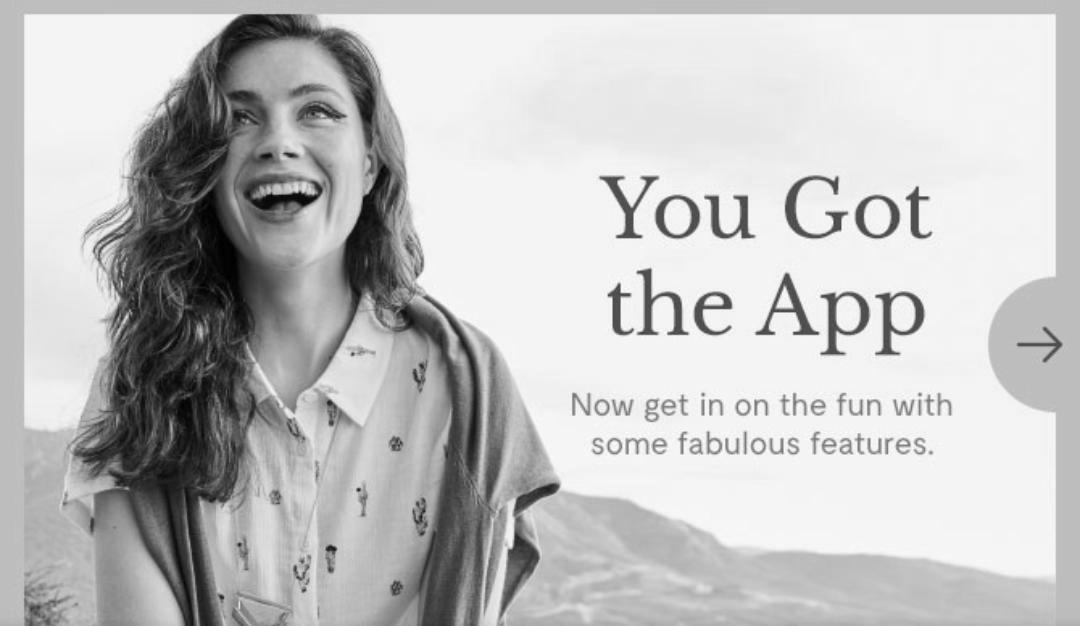 You Got
the App
Now get in on the fun with
some fabulous features.